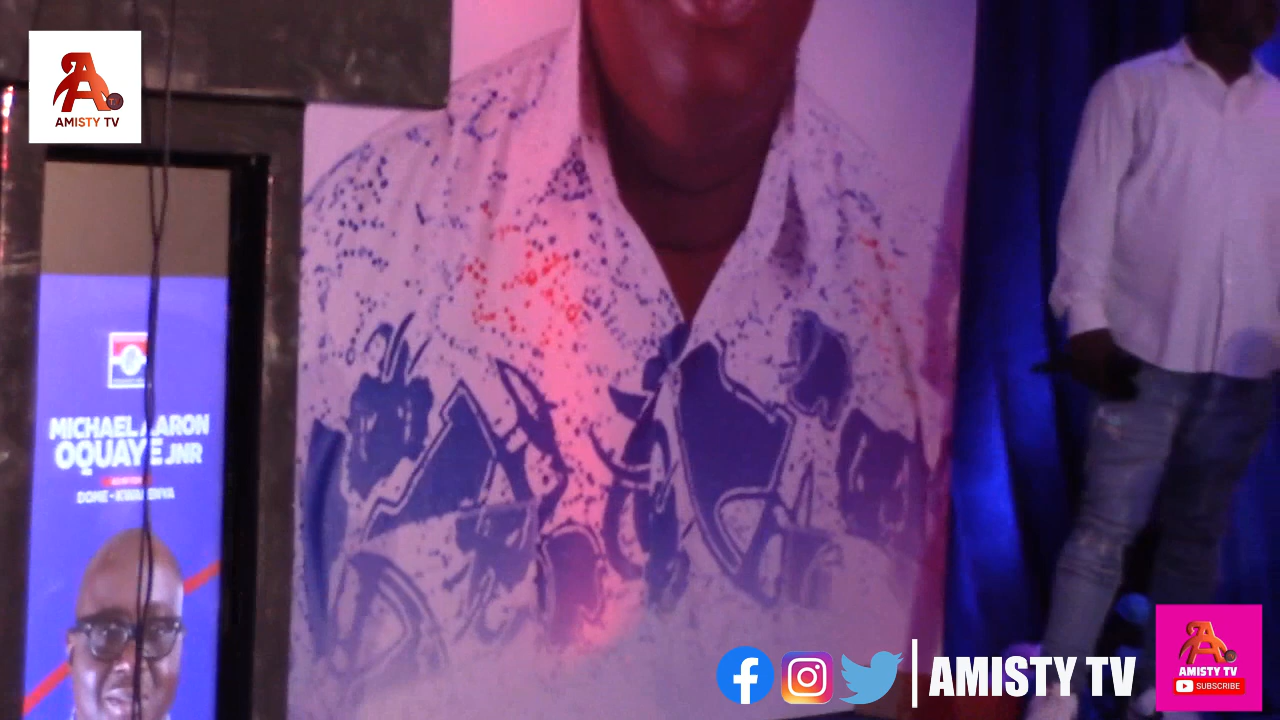 AMISTY TV
MICHAEL AARON
OQUAYE JNR
DOME - KWABENYA
AMISTY TV
AMISTY TV
SUBSCRIBE